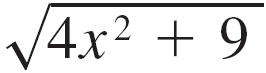 √(4x² + 9)